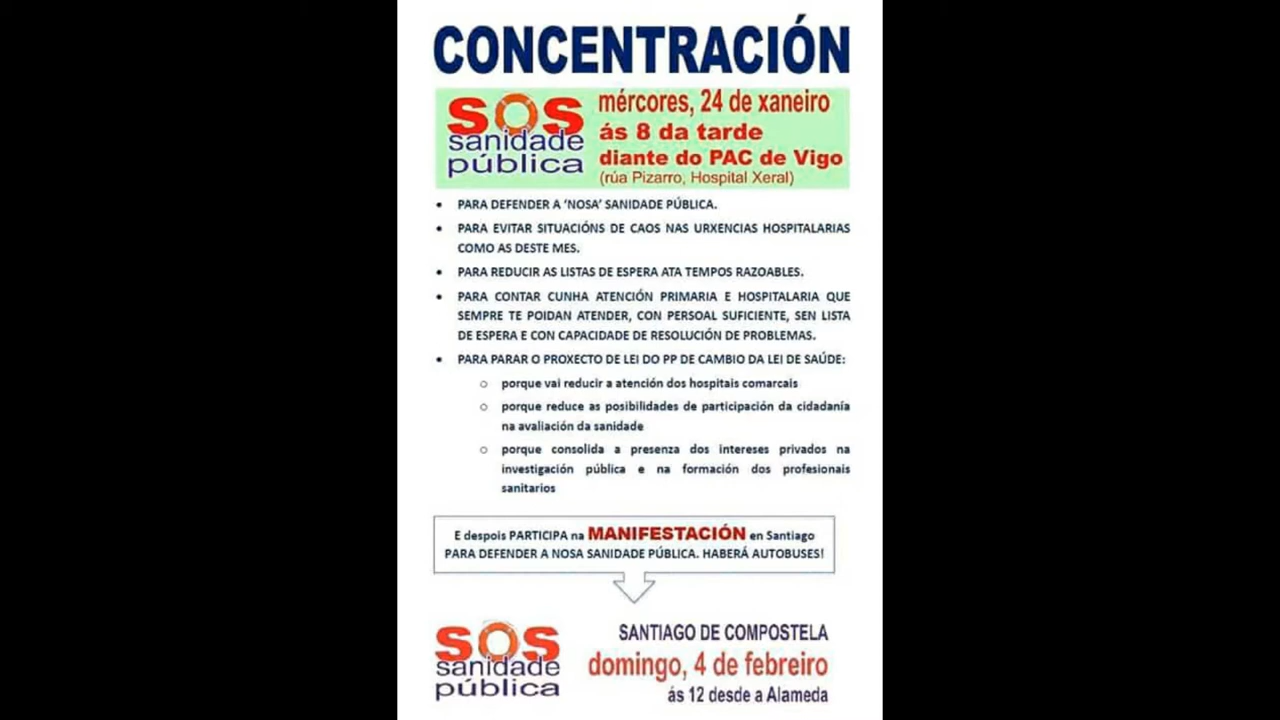 CONCENTRACIÓN
SOS
sanidade
pública
mércores, 24 de xaneiro
ás 8 da tarde
diante do PAC de Vigo
(rúa Pizarro, Hospital Xeral)
• PARA DEFENDER A ‘NOSA’ SANIDADE PÚBLICA.
• PARA EVITAR SITUACIÓNS DE CAOS NAS URXENCIAS HOSPITALARIAS
COMO AS DESTE MES.
• PARA REDUCIR AS LISTAS DE ESPERA ATA TEMPOS RAZOABLES.
• PARA CONTAR CUNHA ATENCIÓN PRIMARIA E HOSPITALARIA QUE
SEMPRE TE POIDAN ATENDER, CON PERSOAL SUFICIENTE, SEN LISTA
DE ESPERA E CON CAPACIDADE DE RESOLUCIÓN DE PROBLEMAS.
• PARA PARAR O PROXECTO DE LEI DO PP DE CAMBIO DA LEI DE SAÚDE:
o porque vai reducir a atención dos hospitais comarcais
o porque reduce as posibilidades de participación da cidadanía
na avaliación da sanidade
o porque consolida a presenza dos intereses privados na
investigación pública e na formación dos profesionais
sanitarios
E despois PARTICIPA na MANIFESTACIÓN en Santiago
PARA DEFENDER A NOSA SANIDADE PÚBLICA. HABERÁ AUTOBUSES!
SOS
sanidade
pública
SANTIAGO DE COMPOSTELA
domingo, 4 de febreiro
ás 12 desde a Alameda